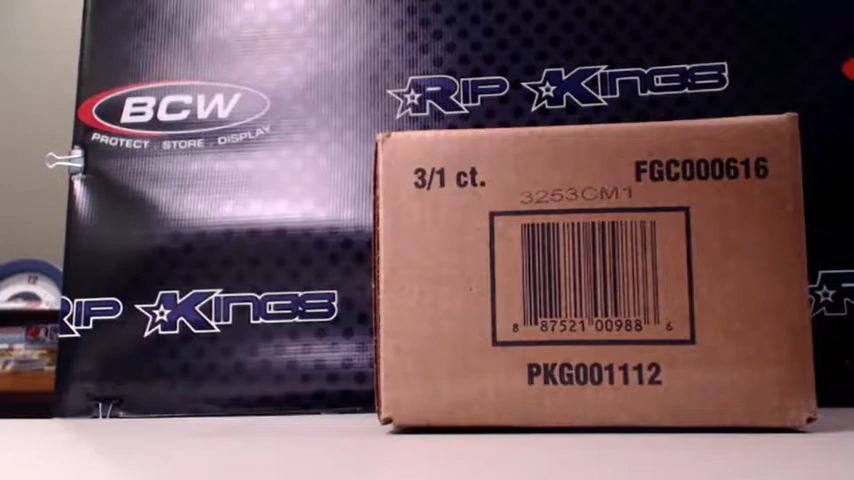 BCW
PROTECT . STORE . DISPLAY
RIP KINGS
3/1 ct.
FGC000616
3253CM1
8 87521 00988 6
PKG001112
RIP KINGS